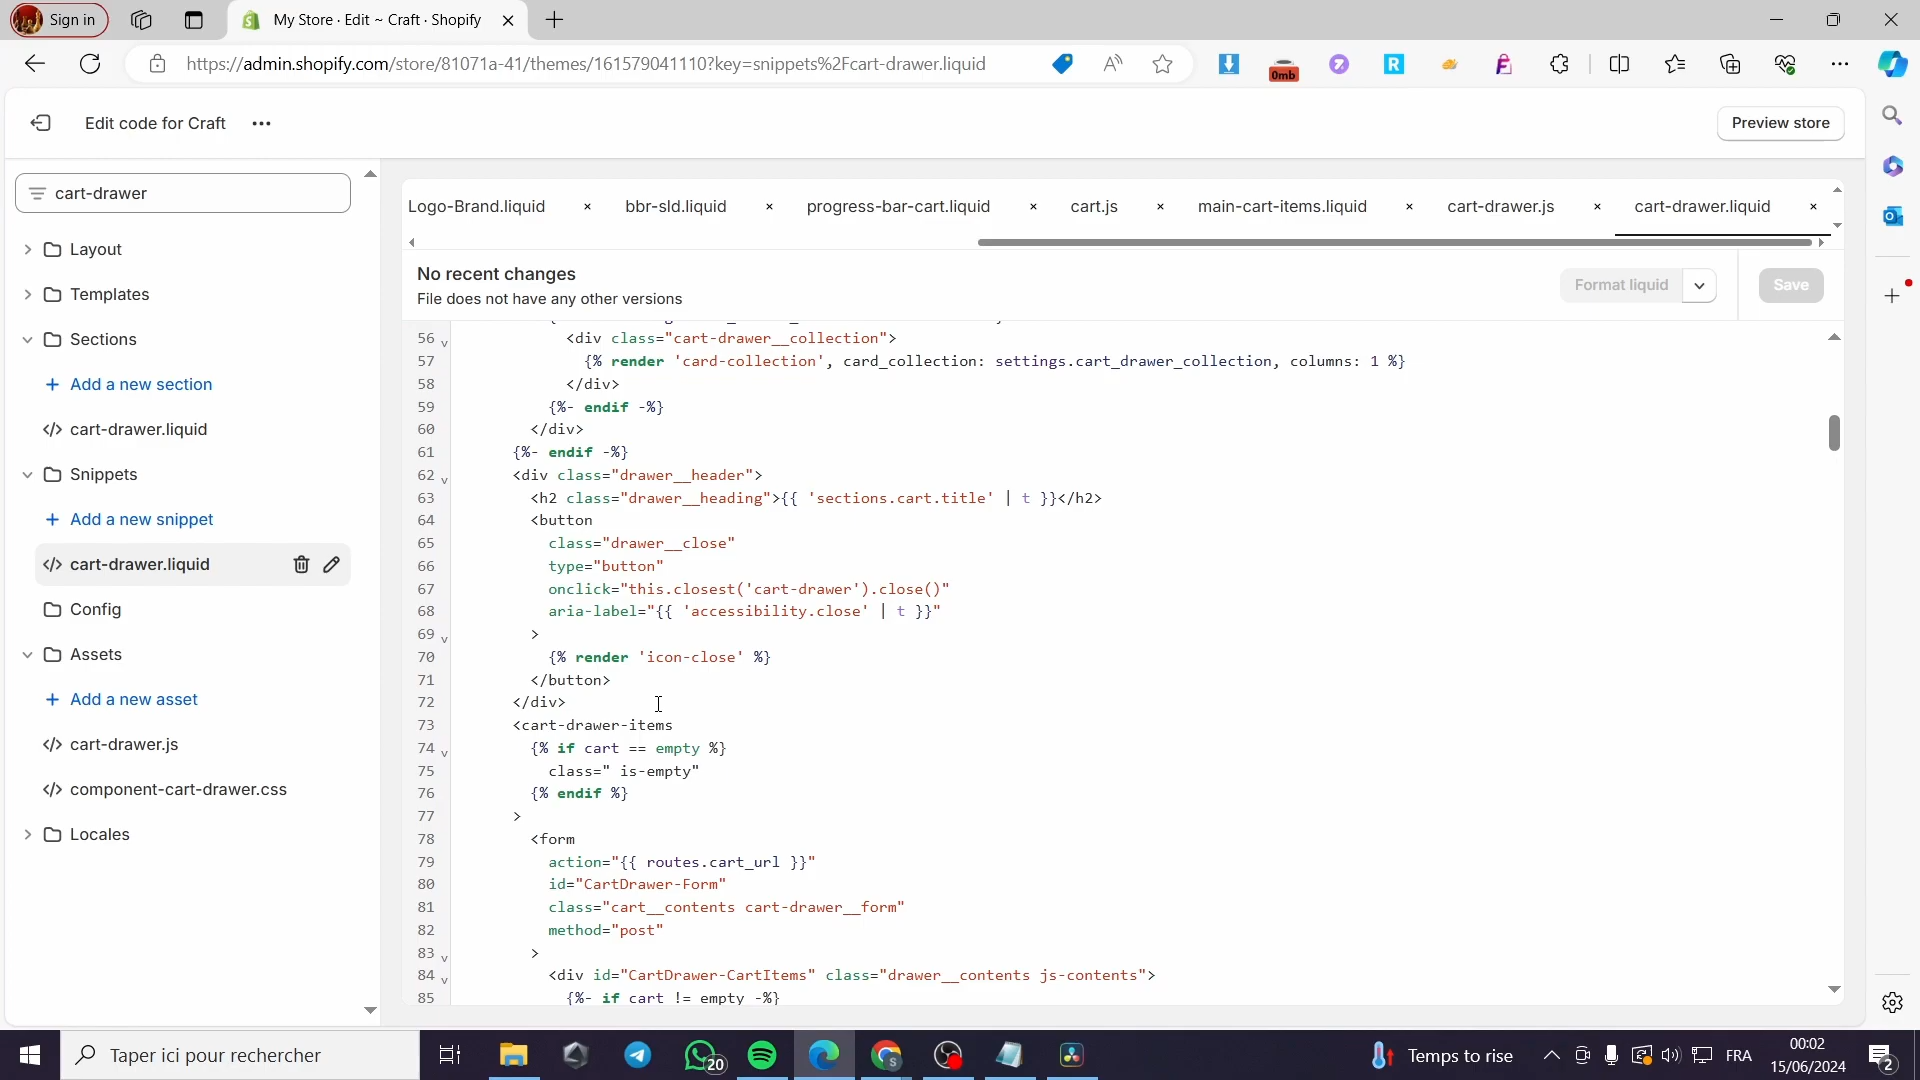 Sign in
My Store · Edit ~ Craft · Shopify
https://admin.shopify.com/store/81071a-41/themes/161579041110?key=snippets%2Fcart-drawer.liquid
0mb
Edit code for Craft
Preview store
cart-drawer
Layout
Templates
Sections
Add a new section
cart-drawer.liquid
Snippets
Add a new snippet
cart-drawer.liquid
Config
Assets
Add a new asset
cart-drawer.js
component-cart-drawer.css
Locales
Logo-Brand.liquid
bbr-sld.liquid
progress-bar-cart.liquid
cart.js
main-cart-items.liquid
cart-drawer.js
cart-drawer.liquid
No recent changes
File does not have any other versions
Format liquid
Save
56 <div class="cart-drawer__collection">
57 {% render 'card-collection', card_collection: settings.cart_drawer_collection, columns: 1 %}
58 </div>
59 {%- endif -%}
60 </div>
61 {%- endif -%}
62 <div class="drawer__header">
63 <h2 class="drawer__heading">{{ 'sections.cart.title' | t }}</h2>
64 <button
65 class="drawer__close"
66 type="button"
67 onclick="this.closest('cart-drawer').close()"
68 aria-label="{{ 'accessibility.close' | t }}"
69 >
70 {% render 'icon-close' %}
71 </button>
72 </div>
73 <cart-drawer-items
74 {% if cart == empty %}
75 class=" is-empty"
76 {% endif %}
77 >
78 <form
79 action="{{ routes.cart_url }}"
80 id="CartDrawer-Form"
81 class="cart__contents cart-drawer__form"
82 method="post"
83 >
84 <div id="CartDrawer-CartItems" class="drawer__contents js-contents">
85 {%- if cart != empty -%}
Taper ici pour rechercher
20
Temps to rise
FRA
00:02
15/06/2024
2